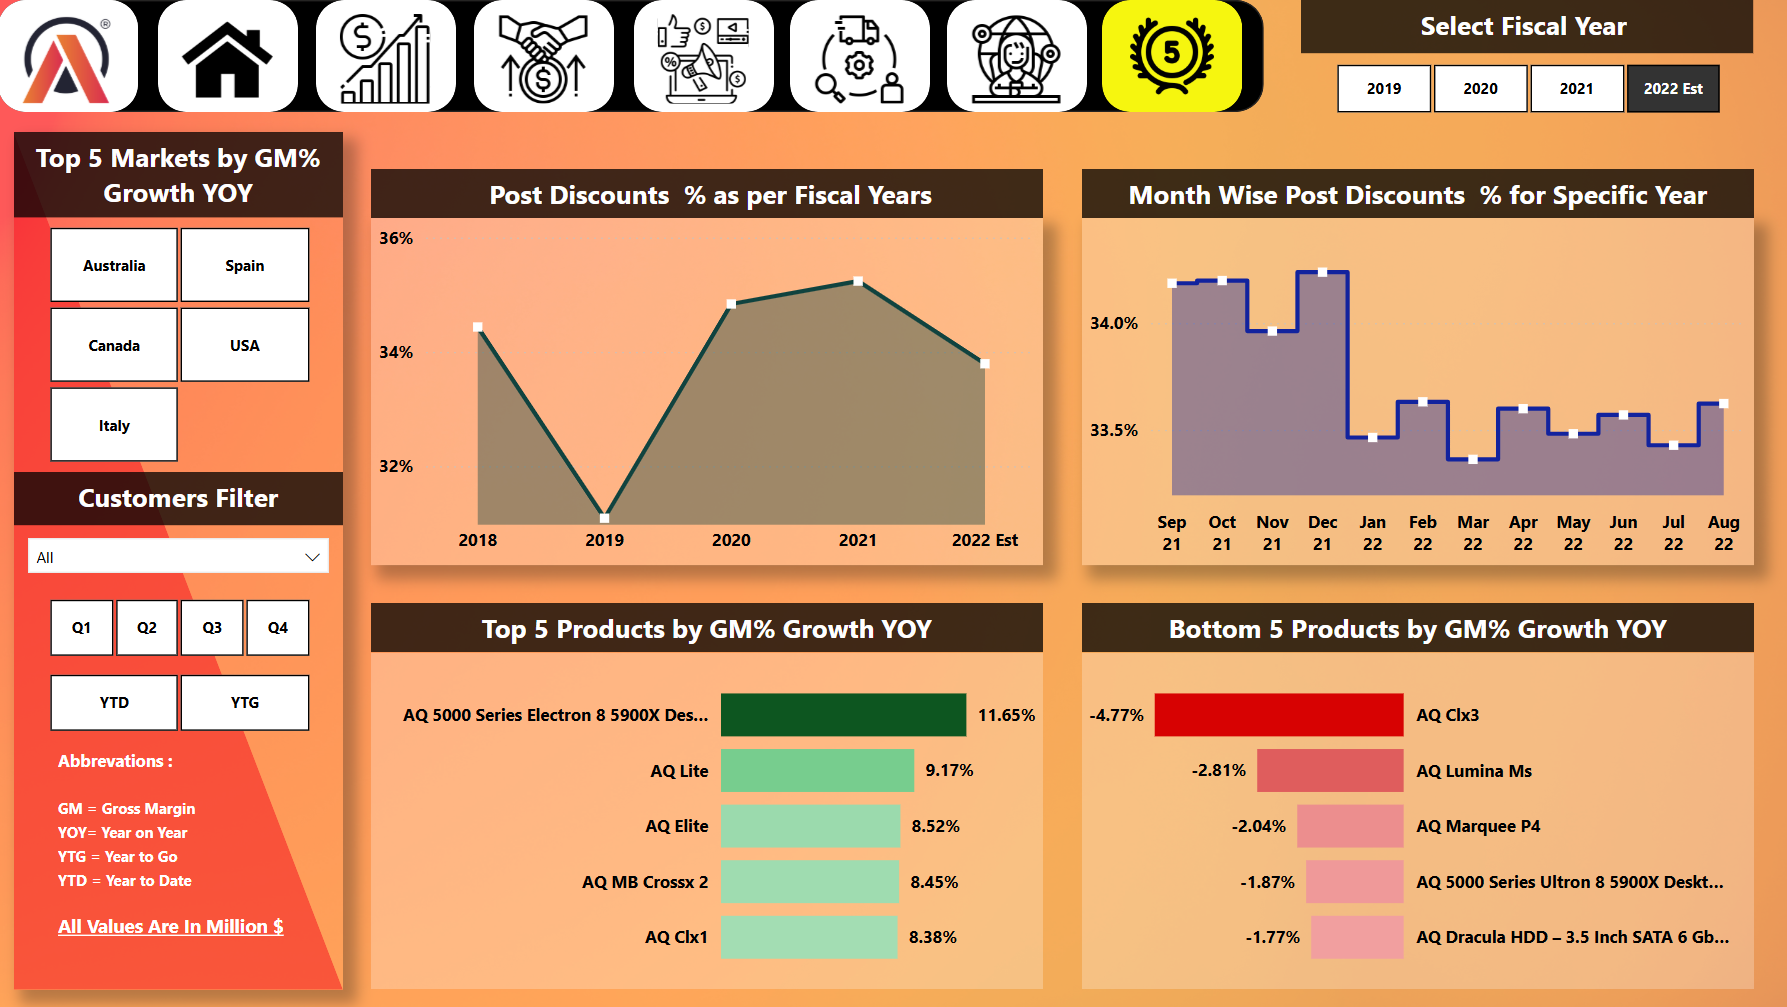 ®
$
$
$
%
$
5
Select Fiscal Year
2019
2020
2021
2022 Est
Top 5 Markets by GM%
Growth YOY
Australia
Spain
Canada
USA
Italy
Customers Filter
All
Q1
Q2
Q3
Q4
YTD
YTG
Abbrevations :
GM = Gross Margin
YOY= Year on Year
YTG = Year to Go
YTD = Year to Date
All Values Are In Million $
Post Discounts % as per Fiscal Years
36%
34%
32%
2018
2019
2020
2021
2022 Est
Month Wise Post Discounts % for Specific Year
34.0%
33.5%
Sep
21
Oct
21
Nov
21
Dec
21
Jan
22
Feb
22
Mar
22
Apr
22
May
22
Jun
22
Jul
22
Aug
22
Top 5 Products by GM% Growth YOY
AQ 5000 Series Electron 8 5900X Des... 11.65%
AQ Lite 9.17%
AQ Elite 8.52%
AQ MB Crossx 2 8.45%
AQ Clx1 8.38%
Bottom 5 Products by GM% Growth YOY
-4.77% AQ Clx3
-2.81% AQ Lumina Ms
-2.04% AQ Marquee P4
-1.87% AQ 5000 Series Ultron 8 5900X Deskt...
-1.77% AQ Dracula HDD – 3.5 Inch SATA 6 Gb...